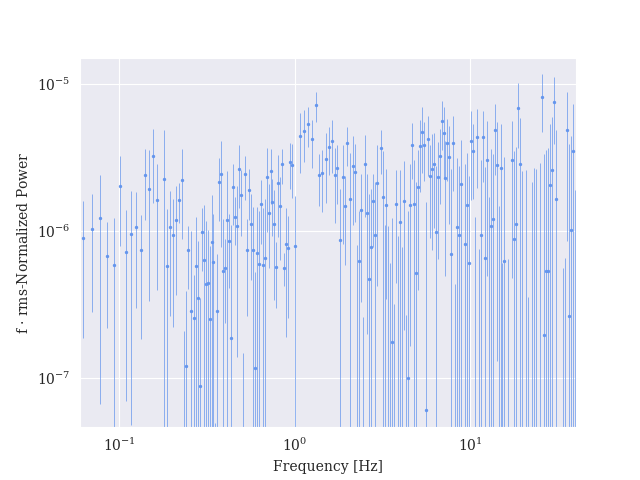 10⁻⁵
10⁻⁶
10⁻⁷
f · rms-Normalized Power
10⁻¹ 10⁰ 10¹
Frequency [Hz]